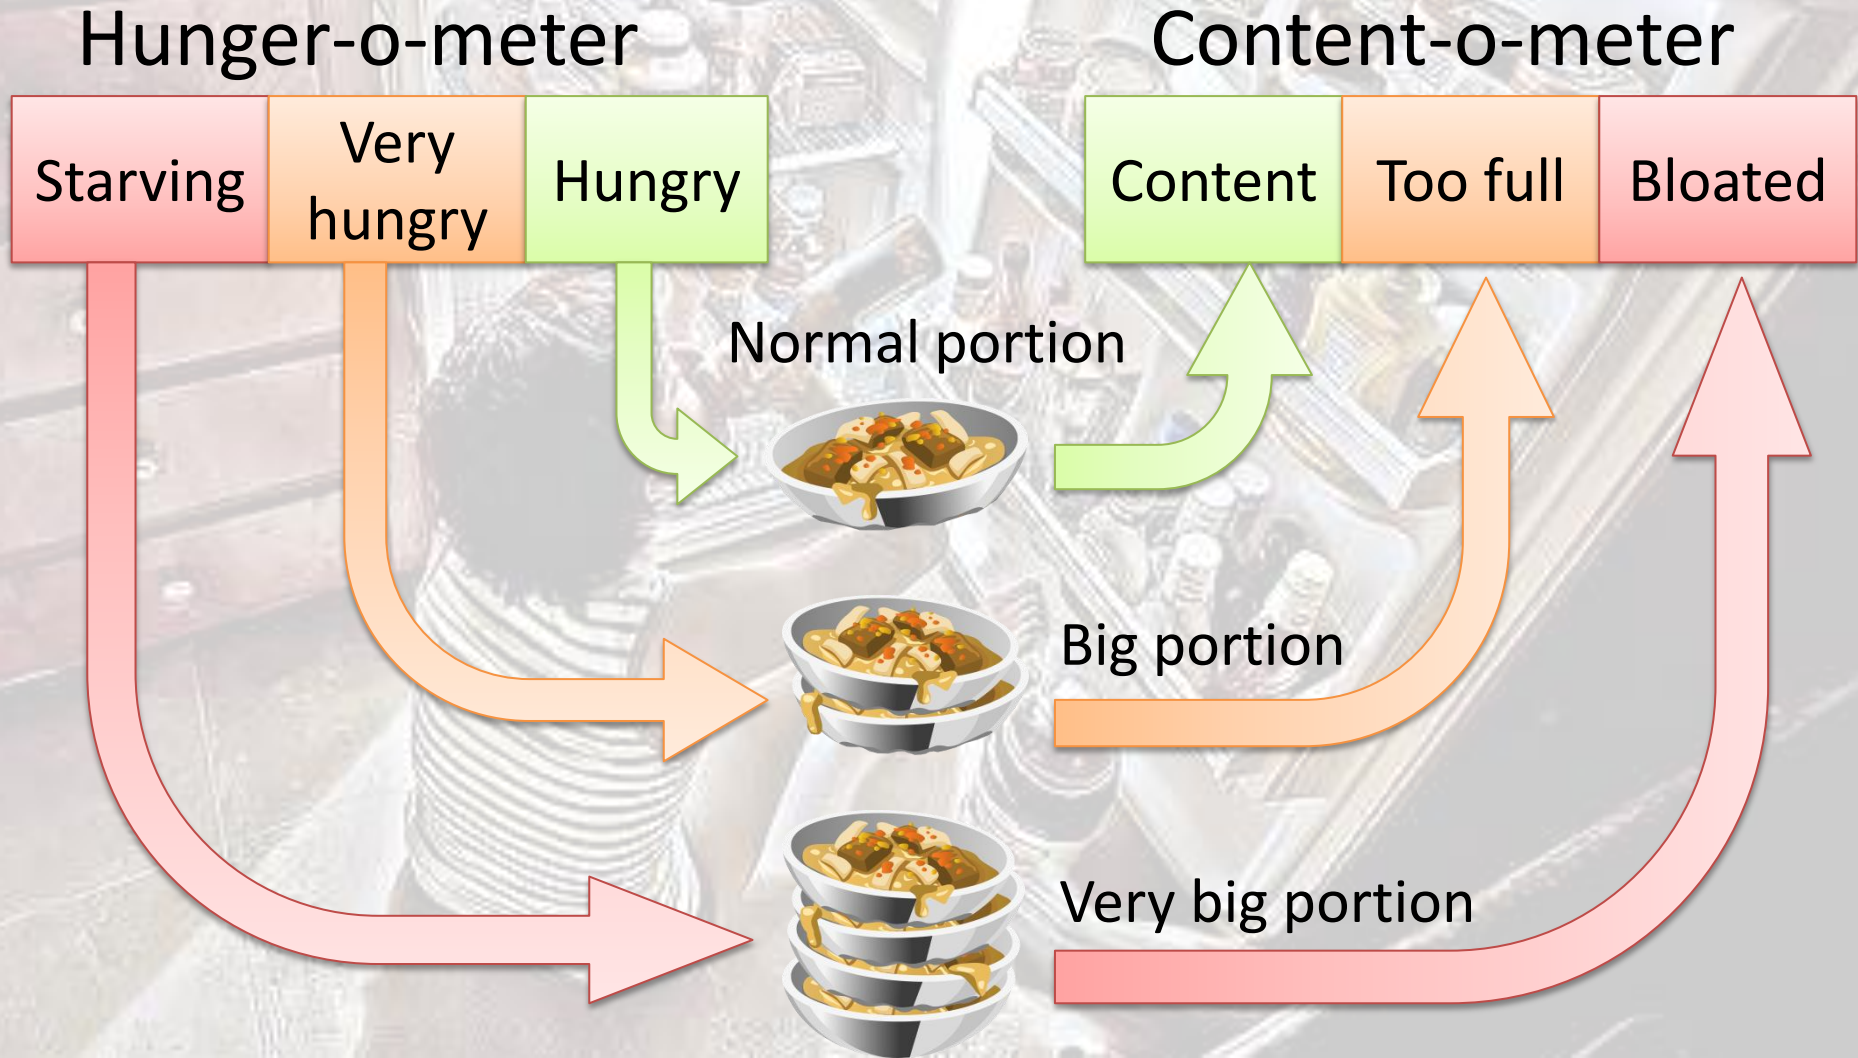 Hunger-o-meter
Content-o-meter
Starving
Very
hungry
Hungry
Content
Too full
Bloated
Normal portion
Big portion
Very big portion